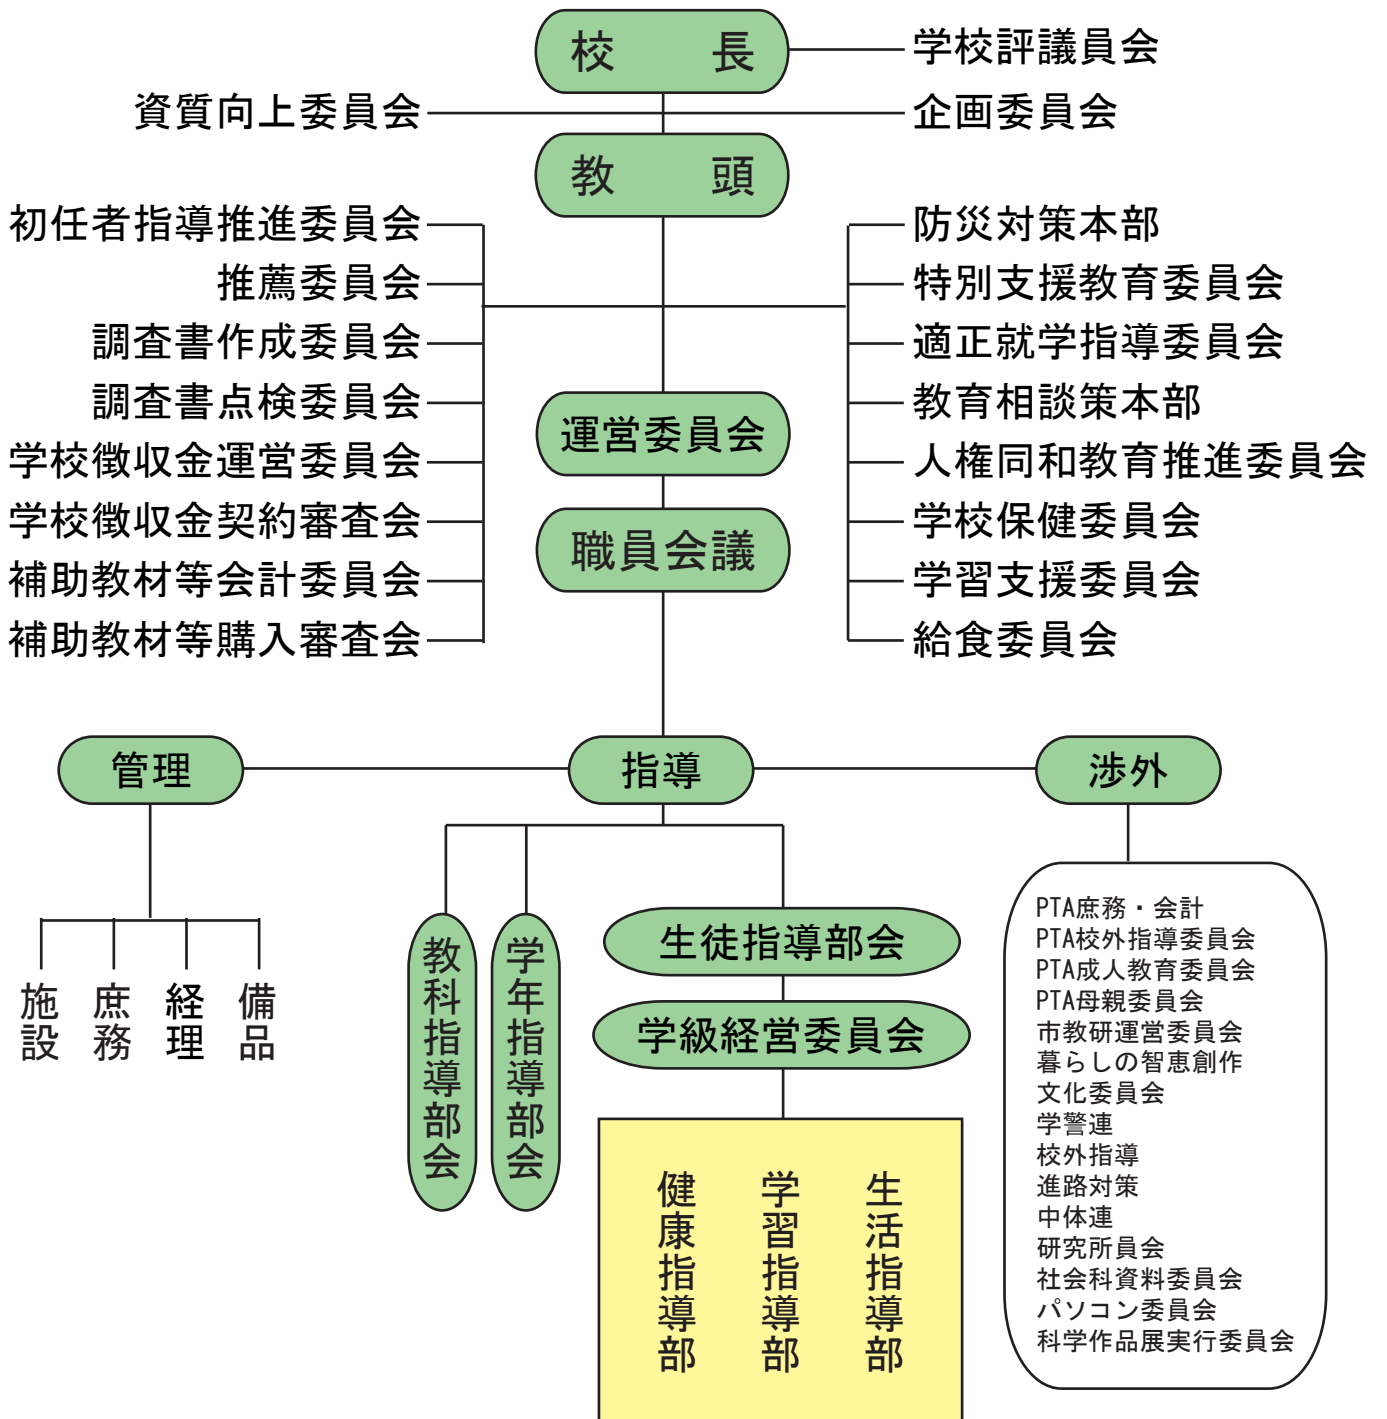 校　長
学校評議員会
資質向上委員会
企画委員会
教　頭
初任者指導推進委員会
推薦委員会
調査書作成委員会
調査書点検委員会
学校徴収金運営委員会
学校徴収金契約審査会
補助教材等会計委員会
補助教材等購入審査会
防災対策本部
特別支援教育委員会
適正就学指導委員会
教育相談策本部
人権同和教育推進委員会
学校保健委員会
学習支援委員会
給食委員会
運営委員会
職員会議
管理
指導
渉外
施設
庶務
経理
備品
教科指導部会
学年指導部会
生徒指導部会
学級経営委員会
健康指導部
学習指導部
生活指導部
PTA庶務・会計
PTA校外指導委員会
PTA成人教育委員会
PTA母親委員会
市教研運営委員会
暮らしの智恵創作
文化委員会
学警連
校外指導
進路対策
中体連
研究所員会
社会科資料委員会
パソコン委員会
科学作品展実行委員会